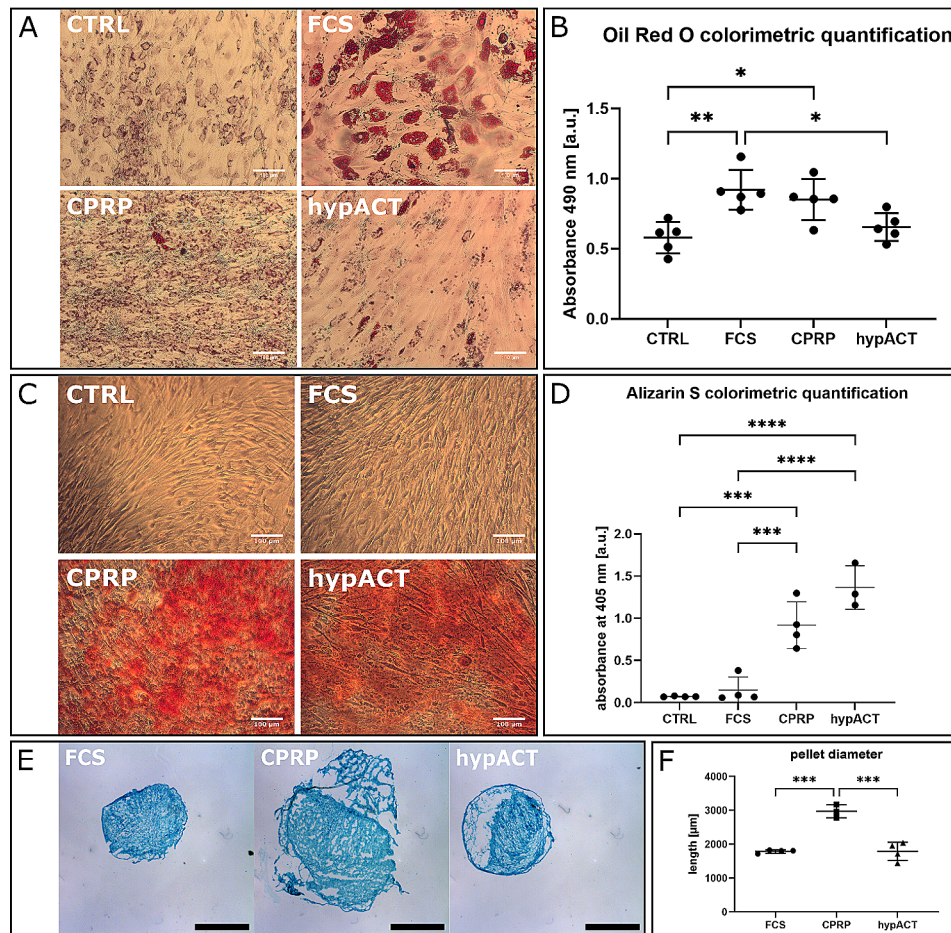 A
CTRL
FCS
CPRP
hypACT
B
Oil Red O colorimetric quantification
*
**
*
Absorbance 490 nm [a.u.]
1.5
1.0
0.5
0.0
CTRL FCS CPRP hypACT
C
CTRL
100 µm
FCS
100 µm
CPRP
100 µm
hypACT
100 µm
D
Alizarin S colorimetric quantification
****
****
***
***
absorbance at 405 nm [a.u.]
2.0
1.5
1.0
0.5
0.0
CTRL FCS CPRP hypACT
E
FCS
CPRP
hypACT
F
pellet diameter
*** ***
length [µm]
4000
3000
2000
1000
0
FCS CPRP hypACT